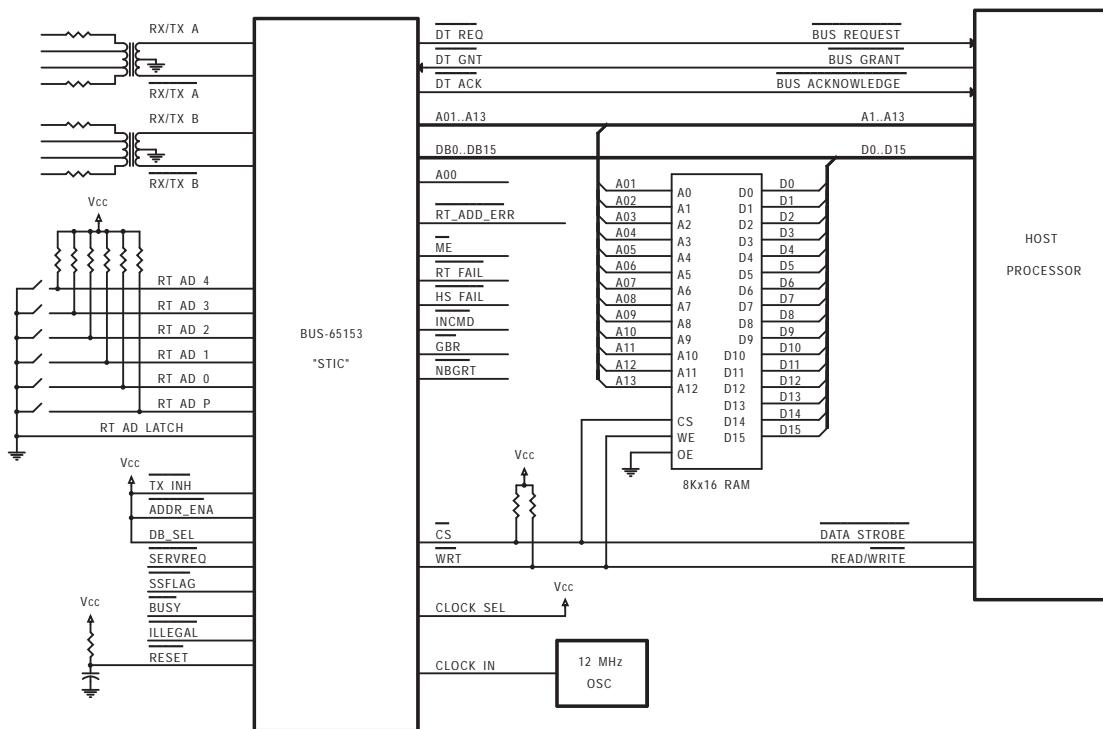 RX/TX A
RX/TX A
RX/TX B
RX/TX B
Vcc
RT AD 4
RT AD 3
RT AD 2
RT AD 1
RT AD 0
RT AD P
RT AD LATCH
Vcc
TX INH
ADDR_ENA
DB_SEL
SERVREQ
SSFLAG
BUSY
ILLEGAL
RESET
Vcc
BUS-65153
"STIC"
DT REQ
DT GNT
DT ACK
A01..A13
DB0..DB15
A00
RT_ADD_ERR
ME
RT FAIL
HS FAIL
INCMD
GBR
NBGRT
CS
WRT
CLOCK SEL
CLOCK IN
BUS REQUEST
BUS GRANT
BUS ACKNOWLEDGE
A1..A13
D0..D15
A01
A02
A03
A04
A05
A06
A07
A08
A09
A10
A11
A12
A13
A0
A1
A2
A3
A4
A5
A6
A7
A8
A9
A10
A11
A12
CS
WE
OE
D0
D1
D2
D3
D4
D5
D6
D7
D8
D9
D10
D11
D12
D13
D14
D15
D0
D1
D2
D3
D4
D5
D6
D7
D8
D9
D10
D11
D12
D13
D14
D15
8Kx16 RAM
Vcc
DATA STROBE
READ/WRITE
Vcc
12 MHz
OSC
HOST
PROCESSOR